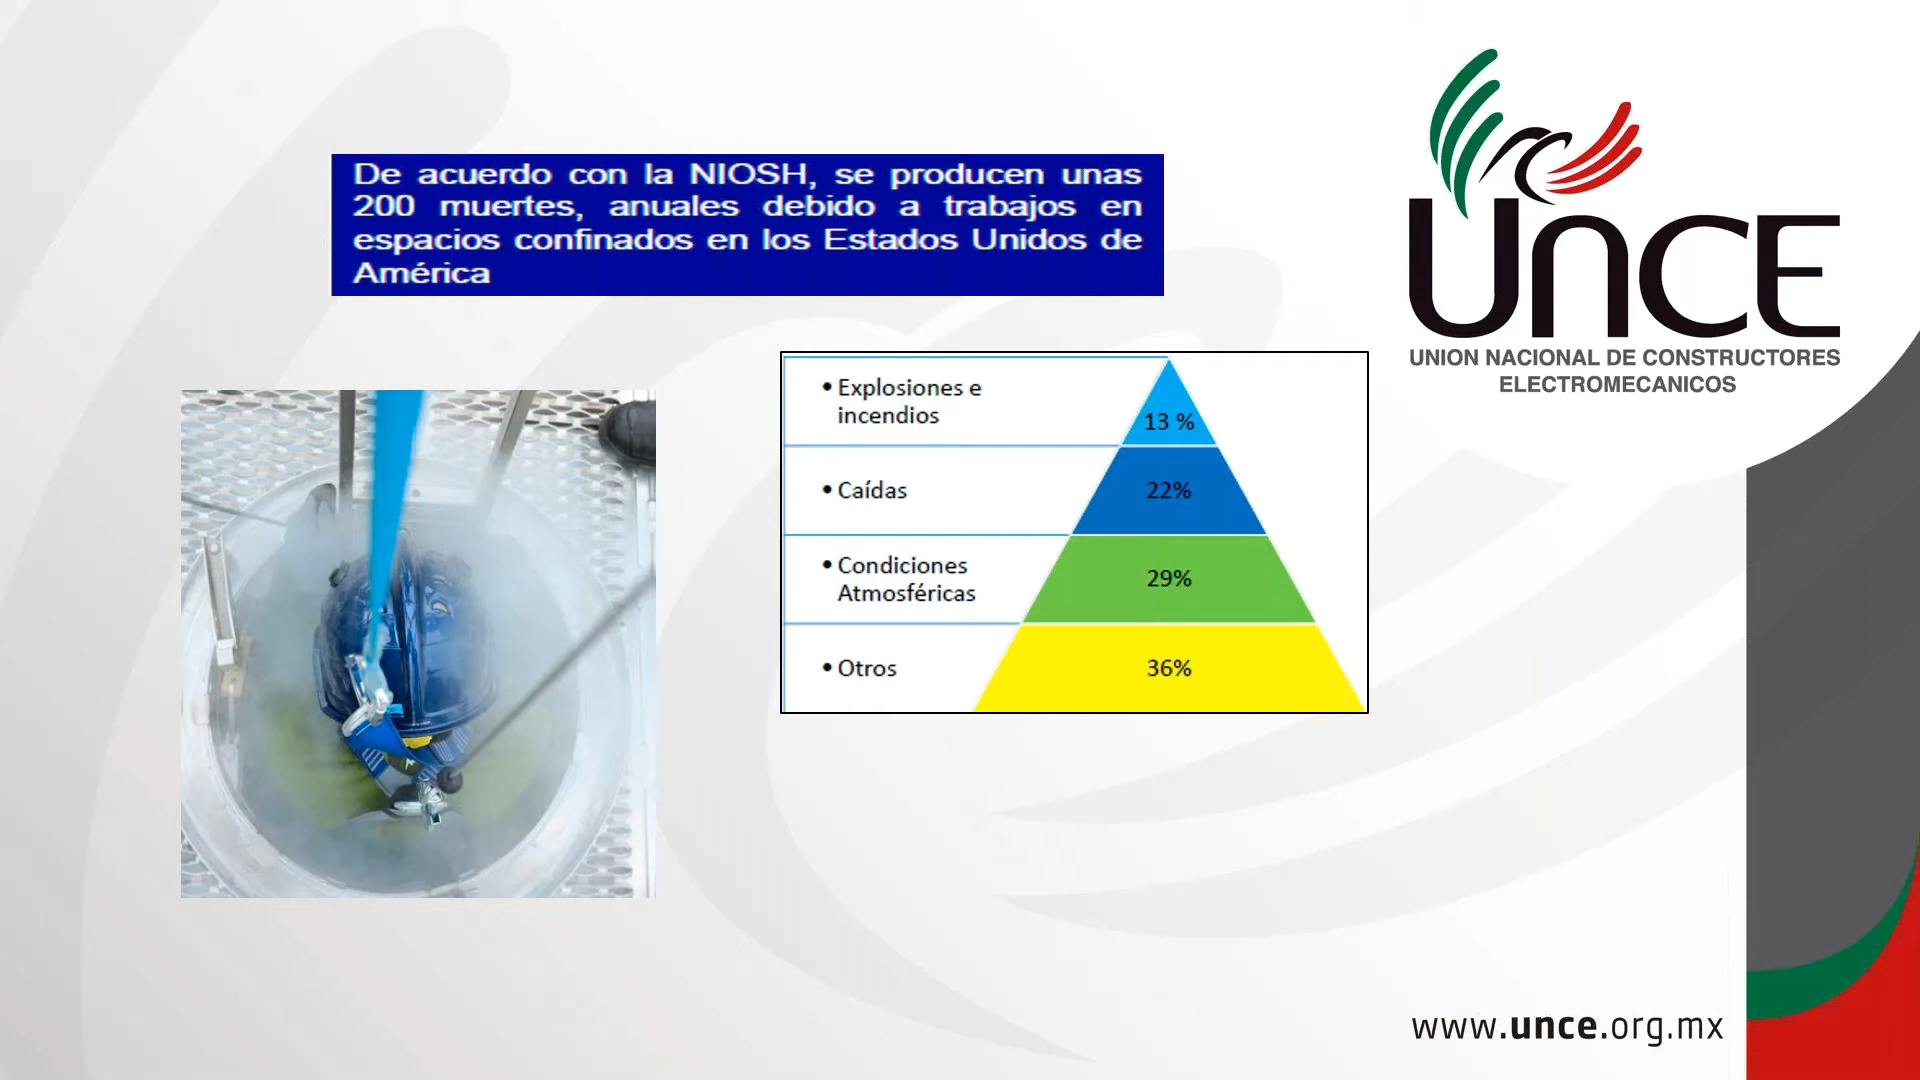 De acuerdo con la NIOSH, se producen unas
200 muertes, anuales debido a trabajos en
espacios confinados en los Estados Unidos de
América
UNCE
UNION NACIONAL DE CONSTRUCTORES
ELECTROMECANICOS
• Explosiones e
incendios
13 %
• Caídas
22%
• Condiciones
Atmosféricas
29%
• Otros
36%
www.unce.org.mx